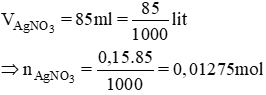 V_AgNO₃ = 85ml = 85/1000 lit
⇒ n_AgNO₃ = 0,15.85/1000 = 0,01275mol